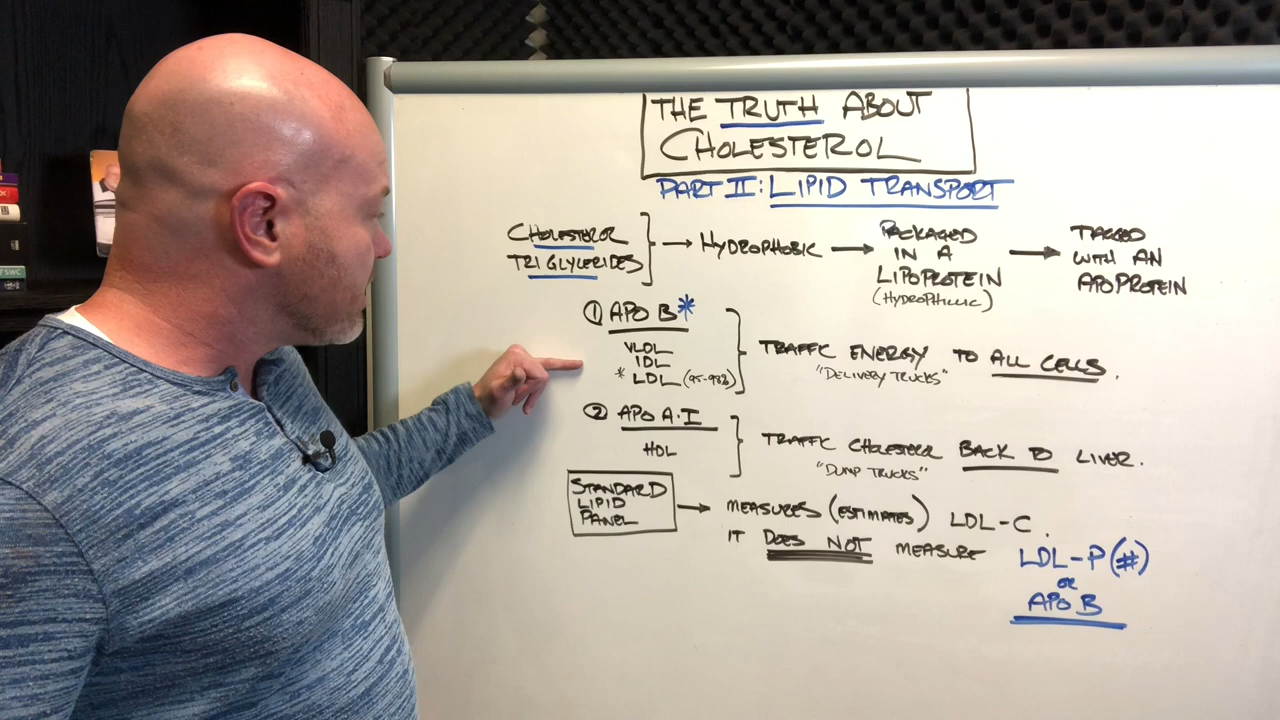 THE TRUTH ABOUT
CHOLESTEROL
PART II: LIPID TRANSPORT
CHOLESTEROL
TRIGLYCERIDES
HYDROPHOBIC
PACKAGED
IN A
LIPOPROTEIN
(HYDROPHILIC)
TAGGED
WITH AN
APOPROTEIN
① APO B*
VLDL
IDL
* LDL (95-98%)
TRAFFIC ENERGY TO ALL CELLS.
"DELIVERY TRUCKS"
② APO A-I
HDL
TRAFFIC CHOLESTEROL BACK TO LIVER.
"DUMP TRUCKS"
STANDARD
LIPID
PANEL
MEASURES (ESTIMATES) LDL-C.
IT DOES NOT MEASURE LDL-P (#)
OR
APO B
SWC